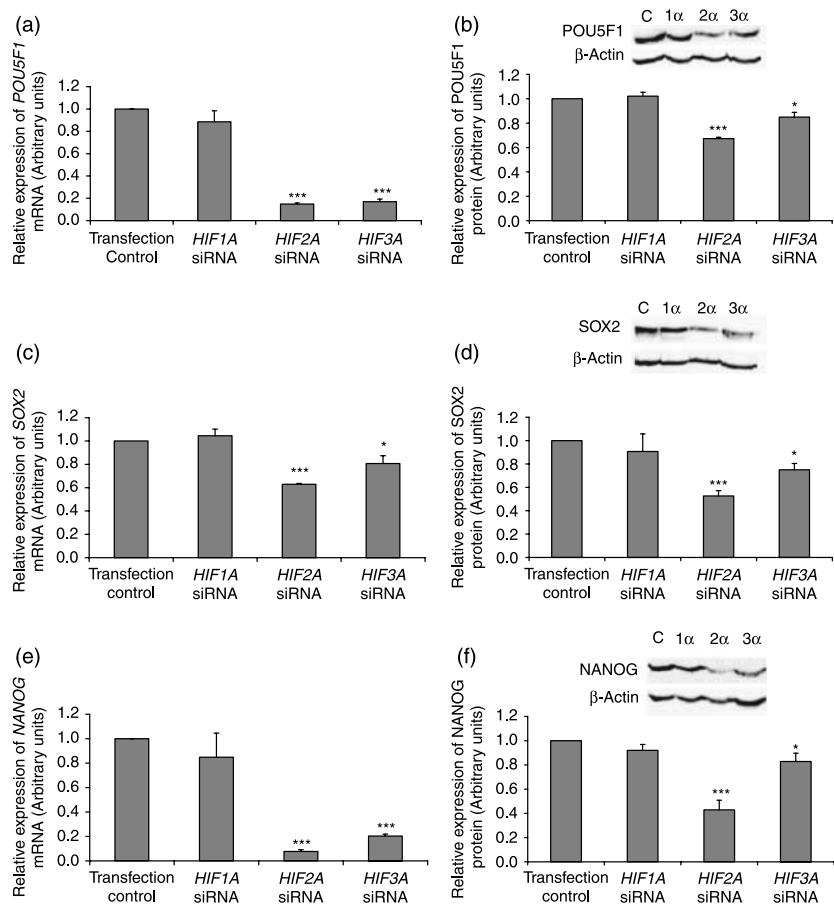 (a)
Relative expression of POU5F1
mRNA (Arbitrary units)
1.2
1.0
0.8
0.6
0.4
0.2
0.0
***
***
Transfection
Control
HIF1A
siRNA
HIF2A
siRNA
HIF3A
siRNA
(b)
C 1α 2α 3α
POU5F1
β-Actin
Relative expression of POU5F1
protein (Arbitrary units)
1.2
1.0
0.8
0.6
0.4
0.2
0.0
***
*
Transfection
control
HIF1A
siRNA
HIF2A
siRNA
HIF3A
siRNA
(c)
Relative expression of SOX2
mRNA (Arbitrary units)
1.2
1.0
0.8
0.6
0.4
0.2
0.0
***
*
Transfection
control
HIF1A
siRNA
HIF2A
siRNA
HIF3A
siRNA
(d)
C 1α 2α 3α
SOX2
β-Actin
Relative expression of SOX2
protein (Arbitrary units)
1.2
1.0
0.8
0.6
0.4
0.2
0.0
***
*
Transfection
control
HIF1A
siRNA
HIF2A
siRNA
HIF3A
siRNA
(e)
Relative expression of NANOG
mRNA (Arbitrary units)
1.2
1.0
0.8
0.6
0.4
0.2
0.0
***
***
Transfection
control
HIF1A
siRNA
HIF2A
siRNA
HIF3A
siRNA
(f)
C 1α 2α 3α
NANOG
β-Actin
Relative expression of NANOG
protein (Arbitrary units)
1.2
1.0
0.8
0.6
0.4
0.2
0.0
***
*
Transfection
control
HIF1A
siRNA
HIF2A
siRNA
HIF3A
siRNA